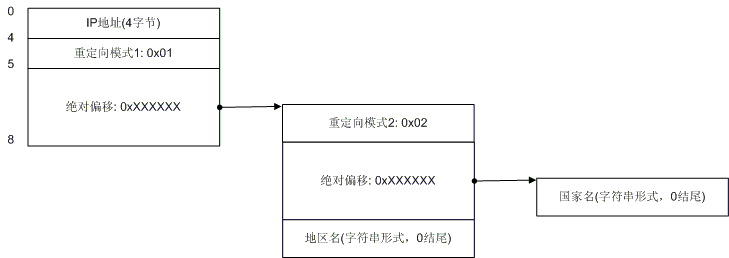 0
IP地址(4字节)
4
重定向模式1: 0x01
5
绝对偏移: 0xXXXXXX
8
重定向模式2: 0x02
绝对偏移: 0xXXXXXX
地区名(字符串形式，0结尾)
国家名(字符串形式，0结尾)